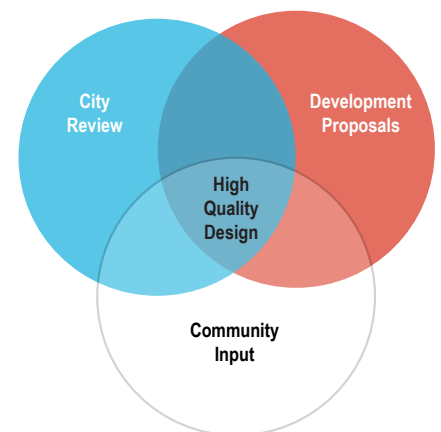 City
Review
Development
Proposals
High
Quality
Design
Community
Input